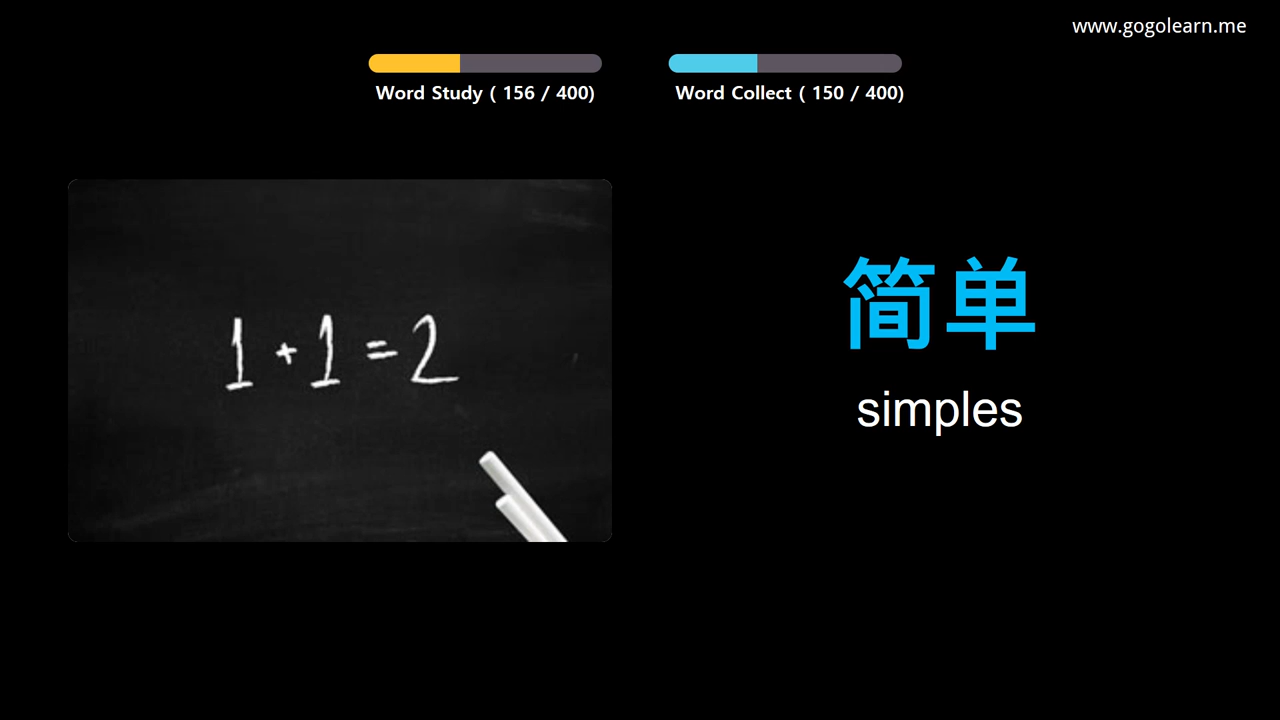 www.gogolearn.me
Word Study ( 156 / 400)
Word Collect ( 150 / 400)
1 + 1 = 2
简单
simples